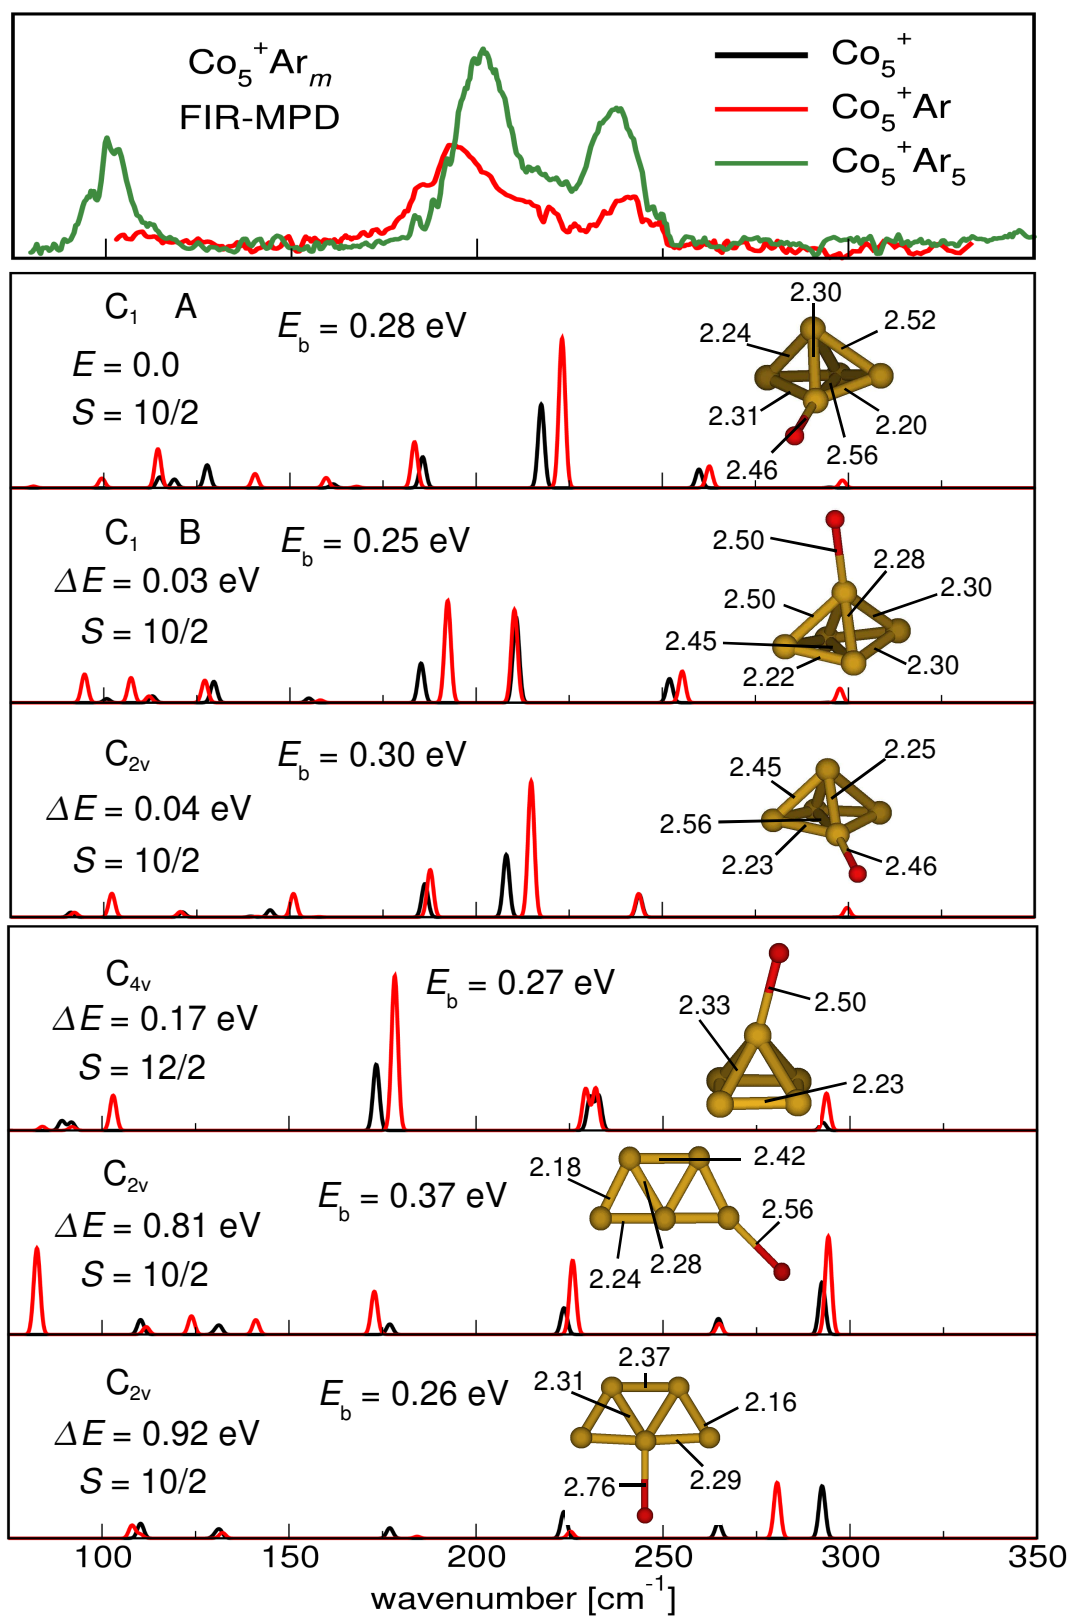 Co5+Arm
FIR-MPD
Co5+
Co5+Ar
Co5+Ar5
C1 A
Eb = 0.28 eV
E = 0.0
S = 10/2
2.30
2.24
2.52
2.31
2.20
2.46
2.56
C1 B
Eb = 0.25 eV
ΔE = 0.03 eV
S = 10/2
2.50
2.28
2.50
2.30
2.45
2.22
2.30
C2v
Eb = 0.30 eV
ΔE = 0.04 eV
S = 10/2
2.25
2.45
2.56
2.23
2.46
C4v
Eb = 0.27 eV
ΔE = 0.17 eV
S = 12/2
2.33
2.50
2.23
C2v
Eb = 0.37 eV
ΔE = 0.81 eV
S = 10/2
2.18
2.42
2.56
2.24
2.28
C2v
Eb = 0.26 eV
ΔE = 0.92 eV
S = 10/2
2.37
2.31
2.16
2.76
2.29
100 150 200 250 300 350
wavenumber [cm-1]